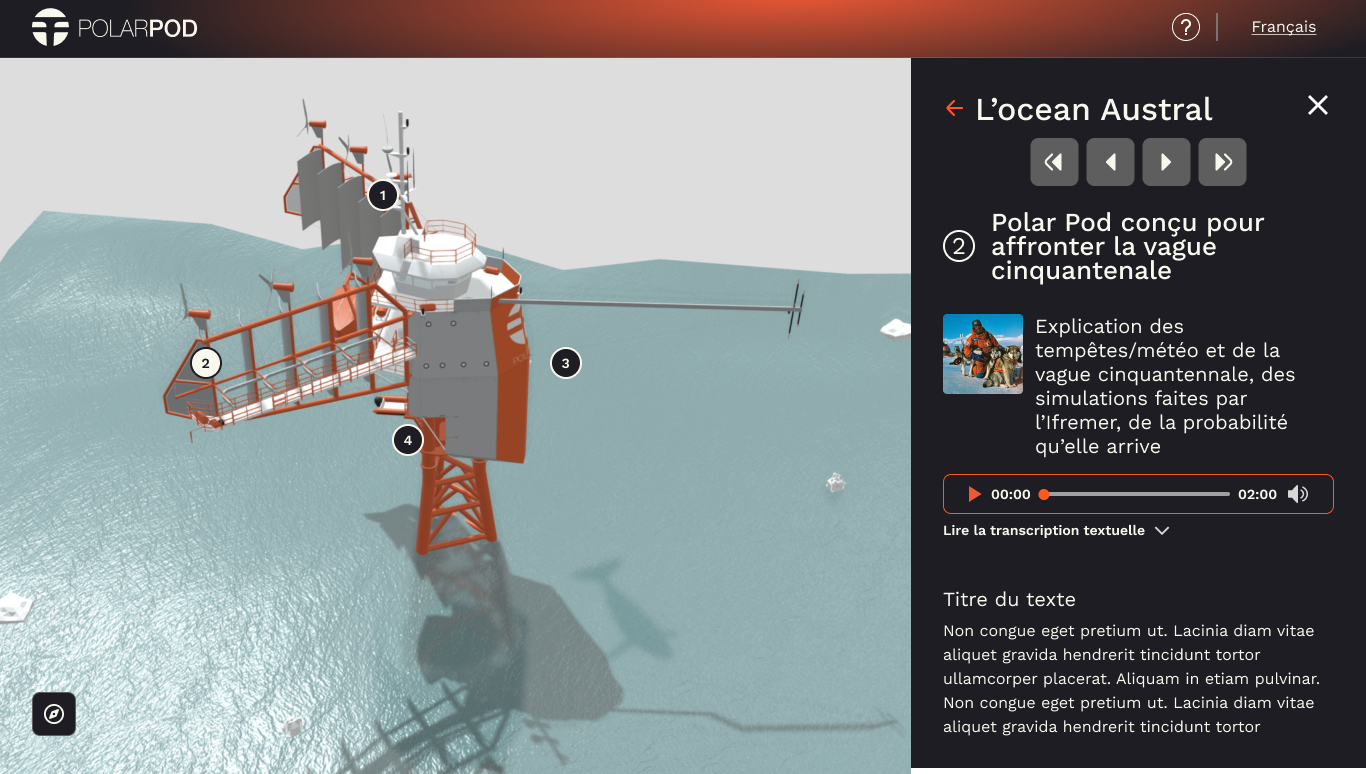 POLARPOD
?
Français
L’ocean Austral
2
Polar Pod conçu pour
affronter la vague
cinquantenale
Explication des
tempêtes/météo et de la
vague cinquantennale, des
simulations faites par
l’Ifremer, de la probabilité
qu’elle arrive
00:00
02:00
Lire la transcription textuelle
Titre du texte
Non congue eget pretium ut. Lacinia diam vitae
aliquet gravida hendrerit tincidunt tortor
ullamcorper placerat. Aliquam in etiam pulvinar.
Non congue eget pretium ut. Lacinia diam vitae
aliquet gravida hendrerit tincidunt tortor
1
2
3
4